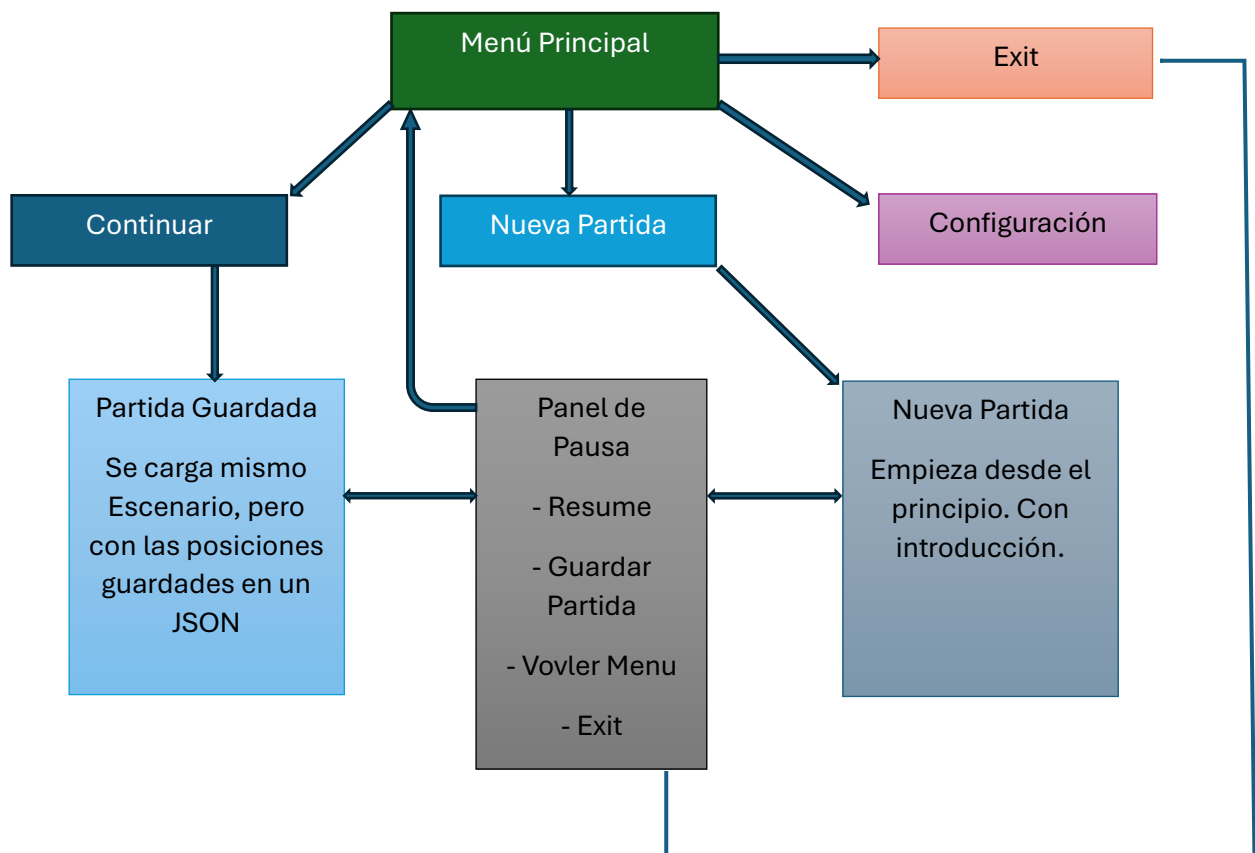 Menú Principal
Exit
Continuar
Nueva Partida
Configuración
Partida Guardada
Se carga mismo
Escenario, pero
con las posiciones
guardades en un
JSON
Panel de
Pausa
- Resume
- Guardar
Partida
- Vovler Menu
- Exit
Nueva Partida
Empieza desde el
principio. Con
introducción.